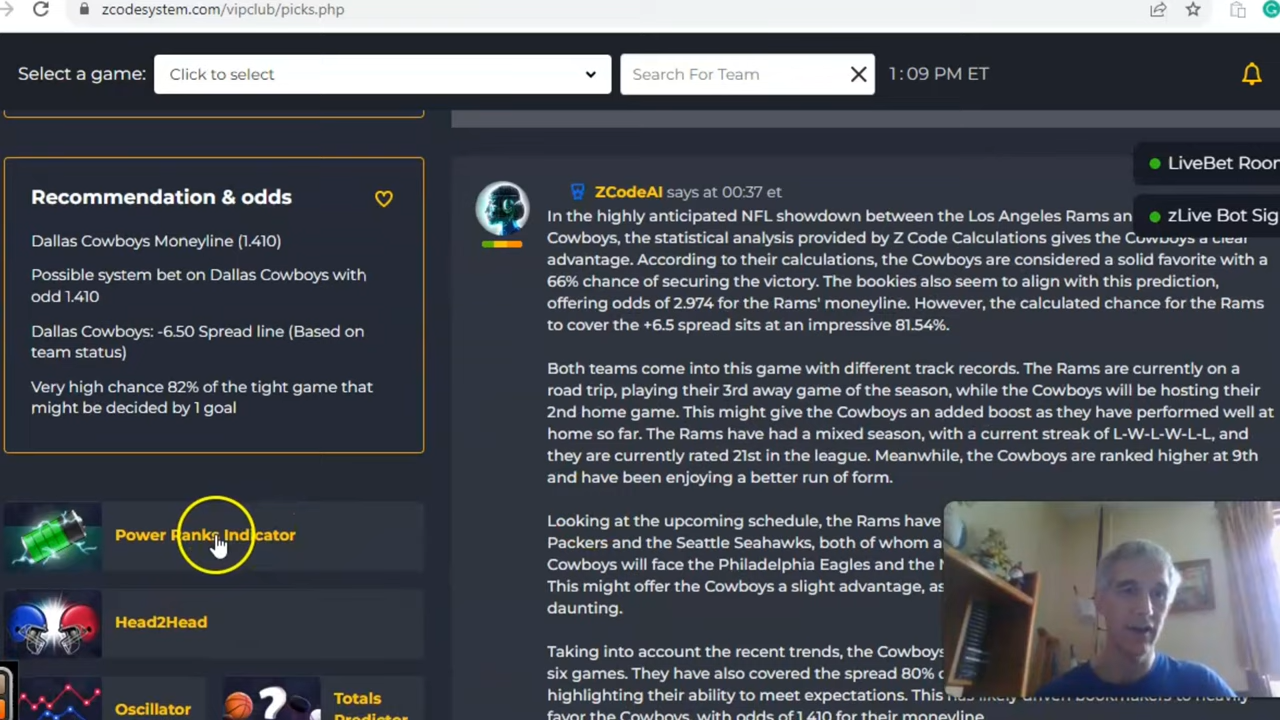 zcodesystem.com/vipclub/picks.php
Select a game:
Click to select
Search For Team
1:09 PM ET
LiveBet Room
zLive Bot Sig
Recommendation & odds
Dallas Cowboys Moneyline (1.410)
Possible system bet on Dallas Cowboys with
odd 1.410
Dallas Cowboys: -6.50 Spread line (Based on
team status)
Very high chance 82% of the tight game that
might be decided by 1 goal
Power Ranks Indicator
Head2Head
Oscillator
Totals
Predictor
ZCodeAI says at 00:37 et
In the highly anticipated NFL showdown between the Los Angeles Rams an
Cowboys, the statistical analysis provided by Z Code Calculations gives the Cowboys a clear
advantage. According to their calculations, the Cowboys are considered a solid favorite with a
66% chance of securing the victory. The bookies also seem to align with this prediction,
offering odds of 2.974 for the Rams' moneyline. However, the calculated chance for the Rams
to cover the +6.5 spread sits at an impressive 81.54%.
Both teams come into this game with different track records. The Rams are currently on a
road trip, playing their 3rd away game of the season, while the Cowboys will be hosting their
2nd home game. This might give the Cowboys an added boost as they have performed well at
home so far. The Rams have had a mixed season, with a current streak of L-W-L-W-L-L, and
they are currently rated 21st in the league. Meanwhile, the Cowboys are ranked higher at 9th
and have been enjoying a better run of form.
Looking at the upcoming schedule, the Rams have
Packers and the Seattle Seahawks, both of whom a
Cowboys will face the Philadelphia Eagles and the
This might offer the Cowboys a slight advantage, as
daunting.
Taking into account the recent trends, the Cowboys
six games. They have also covered the spread 80%
highlighting their ability to meet expectations. This has likely driven bookmakers to heavily
favor the Cowboys, with odds of 1.410 for their moneyline